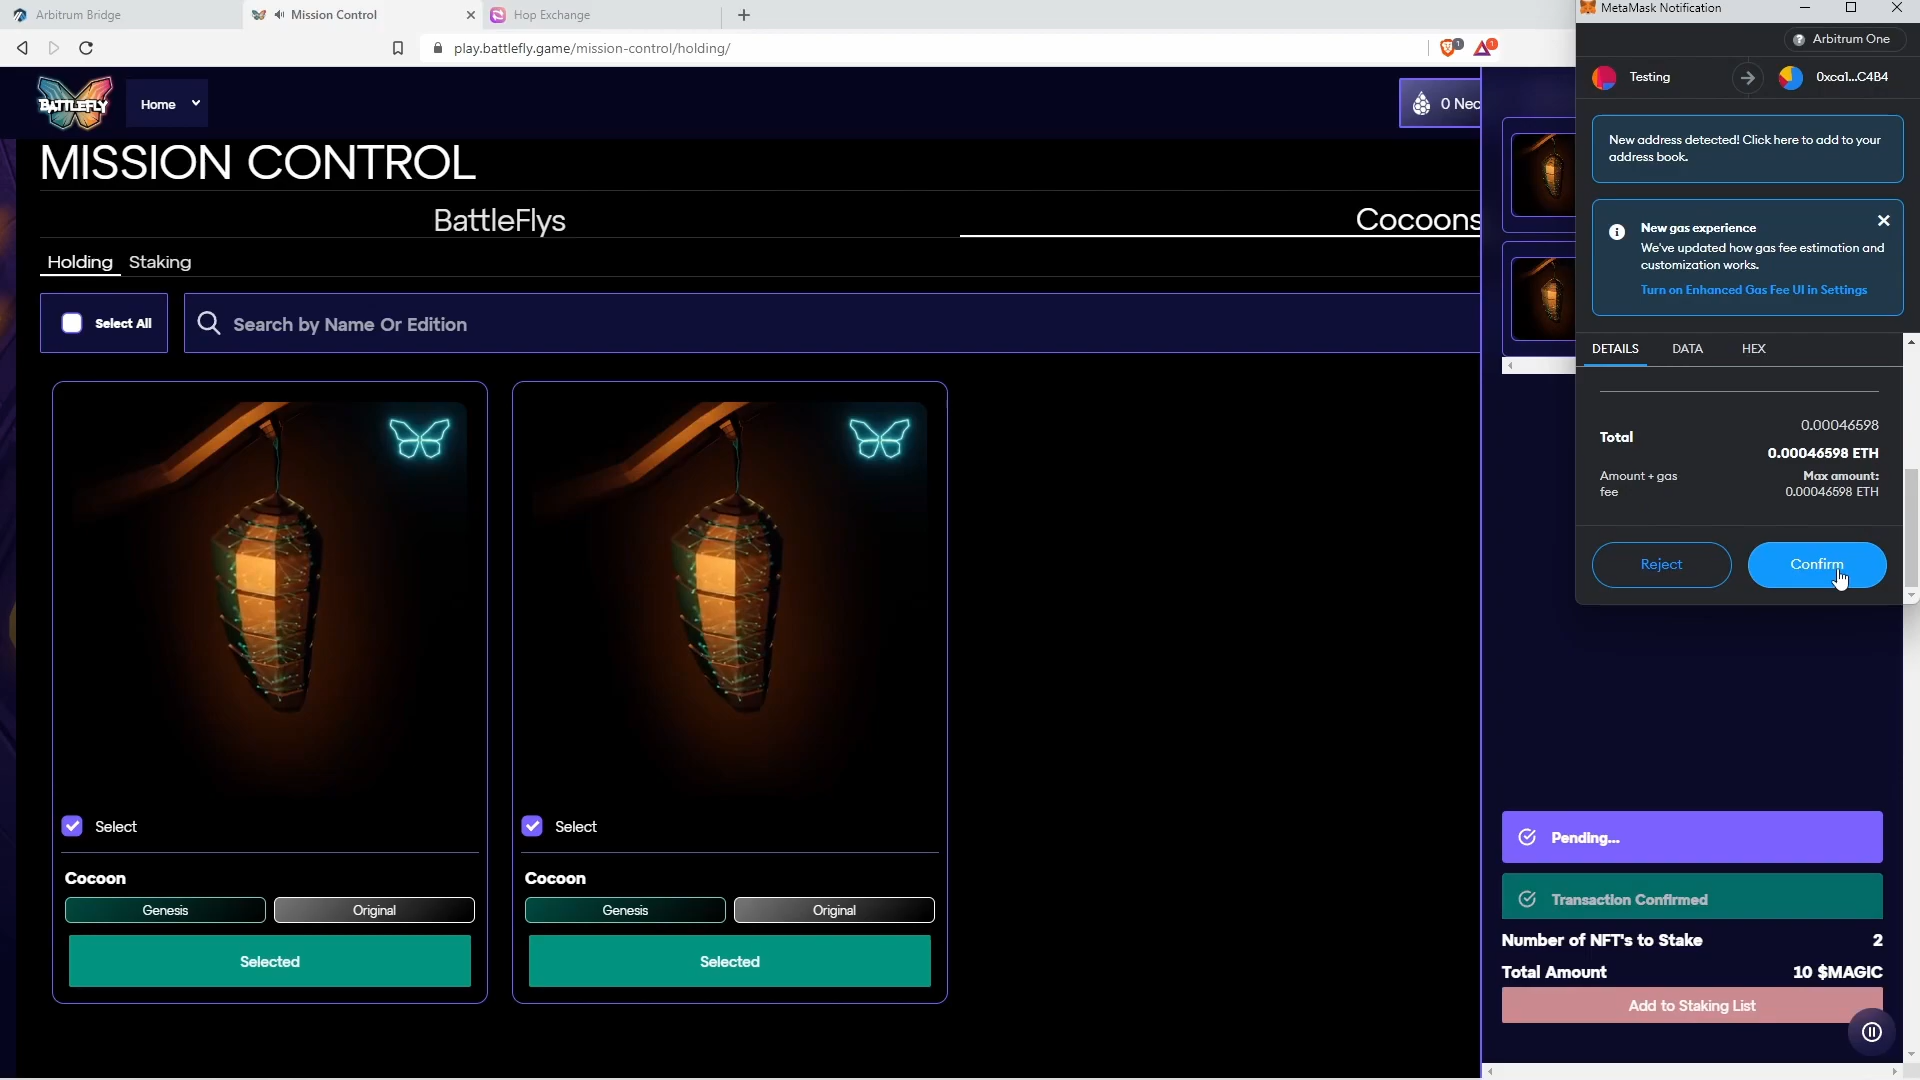 Arbitrum Bridge
Mission Control
Hop Exchange
play.battlefly.game/mission-control/holding/
1
1
BATTLEFLY
Home
0 Nec
MISSION CONTROL
BattleFlys
Cocoons
Holding
Staking
Select All
Search by Name Or Edition
Select
Cocoon
Genesis
Original
Selected
Select
Cocoon
Genesis
Original
Selected
MetaMask Notification
Arbitrum One
Testing
0xca1...C4B4
New address detected! Click here to add to your
address book.
New gas experience
We've updated how gas fee estimation and
customization works.
Turn on Enhanced Gas Fee UI in Settings
DETAILS
DATA
HEX
0.00046598
Total
0.00046598 ETH
Amount + gas
fee
Max amount:
0.00046598 ETH
Reject
Confirm
Pending...
Transaction Confirmed
Number of NFT's to Stake
2
Total Amount
10 $MAGIC
Add to Staking List